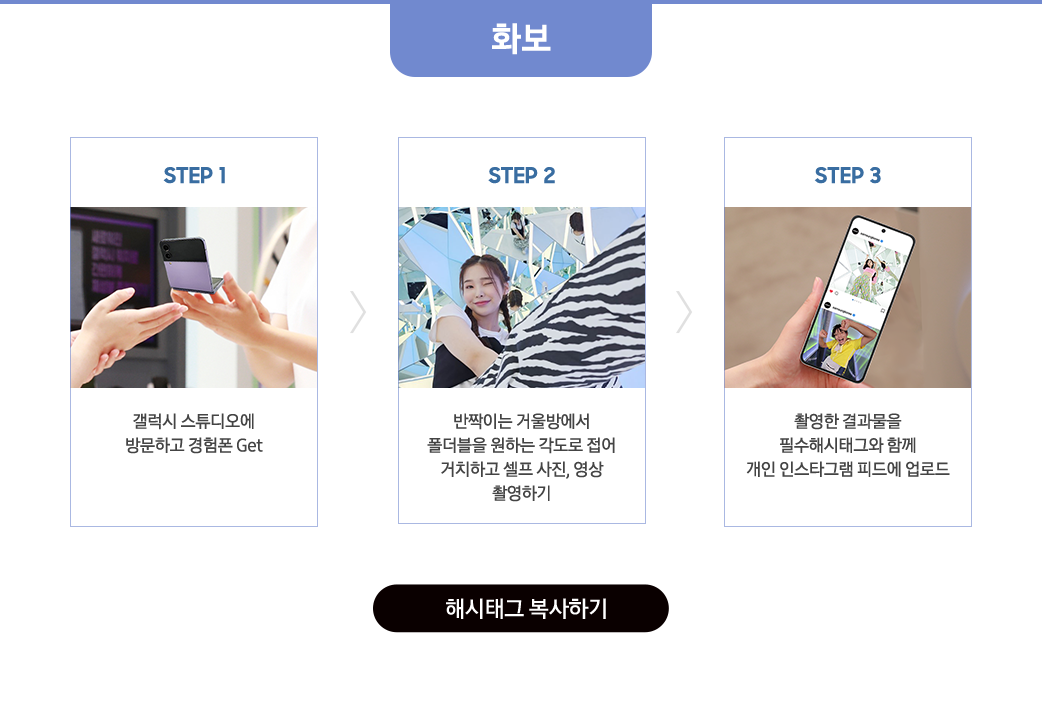 화보
STEP 1
갤럭시 스튜디오에
방문하고 경험폰 Get
STEP 2
반짝이는 거울방에서
폴더블을 원하는 각도로 접어
거치하고 셀프 사진, 영상
촬영하기
STEP 3
촬영한 결과물을
필수해시태그와 함께
개인 인스타그램 피드에 업로드
해시태그 복사하기